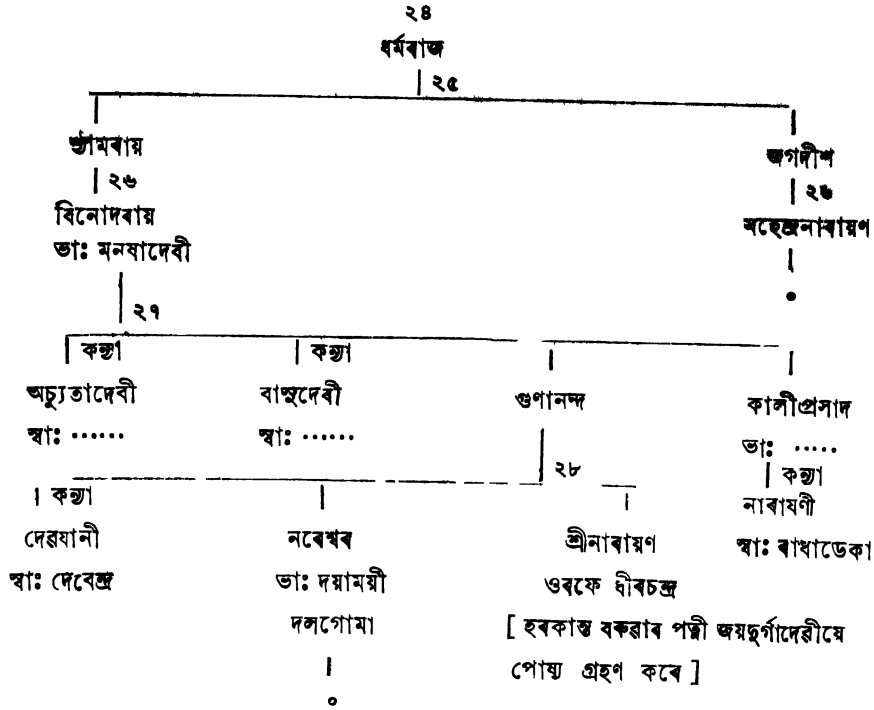 ২৪
ধৰ্মৰাজ
২৫
শ্যামৰায় জগদীশ
২৬ ২৬
বিনোদৰায় মহেন্দ্ৰনাৰায়ণ
ভাঃ মনষাদেবী
২৭
কন্যা কন্যা
অচ্যুতাদেবী বাসুদেবী গুণানন্দ কালীপ্ৰসাদ
স্বাঃ ...... স্বাঃ ...... ভাঃ .....
২৮ কন্যা
কন্যা নাৰায়ণী
দেৱযানী নৰেশ্বৰ শ্ৰীনাৰায়ণ স্বাঃ ৰাধাডেকা
স্বাঃ দেবেন্দ্ৰ ভাঃ দয়াময়ী ওৰফে ধীৰচন্দ্ৰ
দলগোমা [ হৰকান্ত বৰুৱাৰ পত্নী জয়দুৰ্গাদেৱীয়ে
পোষ্য গ্ৰহণ কৰে ]
০